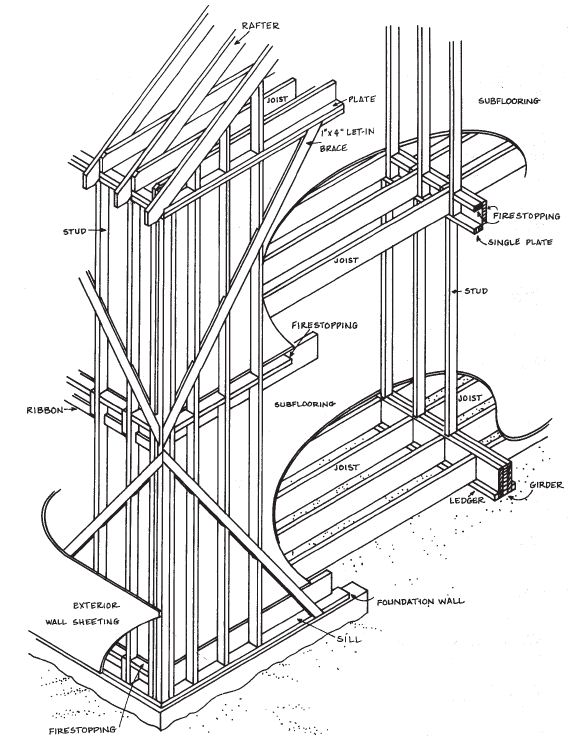 RAFTER
JOIST
PLATE
SUBFLOORING
1"X 4" LET-IN
BRACE
FIRESTOPPING
STUD
SINGLE PLATE
JOIST
STUD
FIRESTOPPING
RIBBON
SUBFLOORING
JOIST
JOIST
GIRDER
LEDGER
EXTERIOR
WALL SHEETING
FOUNDATION WALL
SILL
FIRESTOPPING